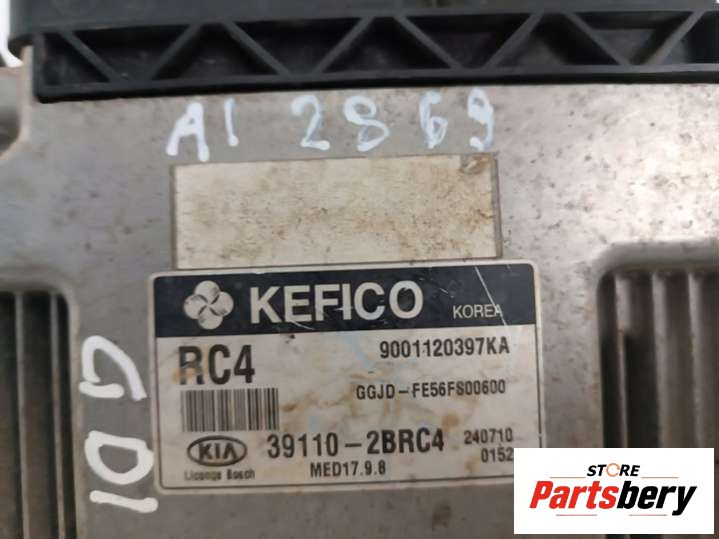 A1 2869
KEFICO KOREA
RC4 9001120397KA
GGJD-FE56FS00600
KIA 39110-2BRC4 240710
0152
License Bosch MED17.9.8
STORE
Partsbery